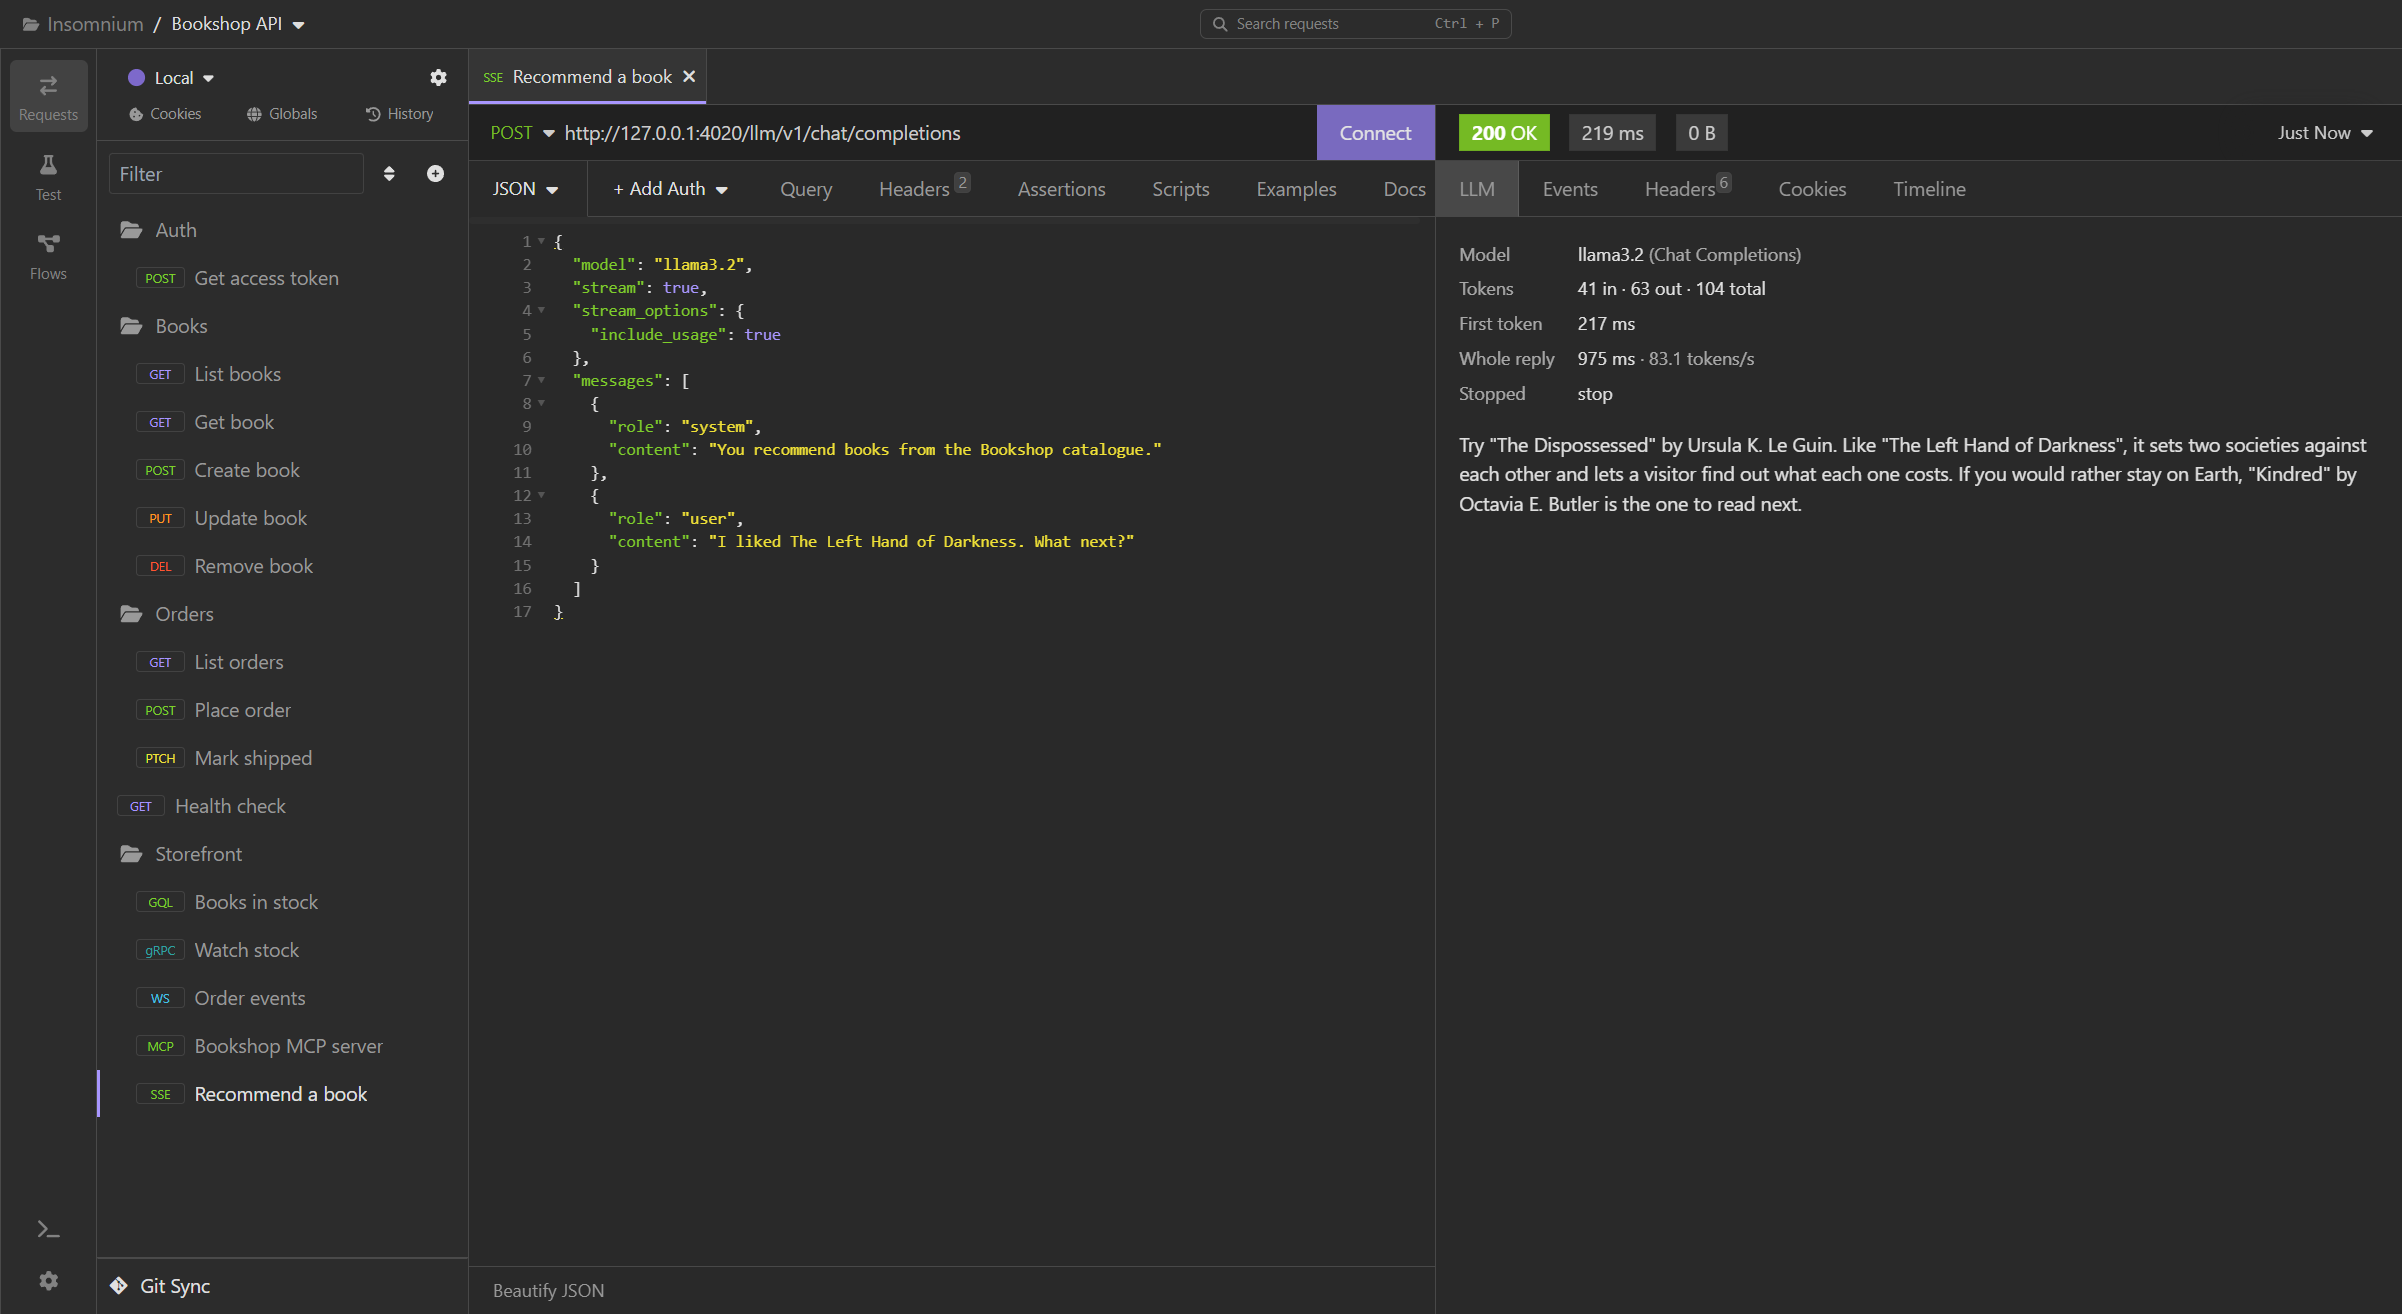 Insomnium / Bookshop API
Search requests Ctrl + P
Requests
Test
Flows
Local
Cookies Globals History
Filter
Auth
POST Get access token
Books
GET List books
GET Get book
POST Create book
PUT Update book
DEL Remove book
Orders
GET List orders
POST Place order
PTCH Mark shipped
GET Health check
Storefront
GQL Books in stock
gRPC Watch stock
WS Order events
MCP Bookshop MCP server
SSE Recommend a book
Git Sync
SSE Recommend a book
POST http://127.0.0.1:4020/llm/v1/chat/completions Connect
JSON + Add Auth Query Headers 2 Assertions Scripts Examples Docs
1 {
2 "model": "llama3.2",
3 "stream": true,
4 "stream_options": {
5 "include_usage": true
6 },
7 "messages": [
8 {
9 "role": "system",
10 "content": "You recommend books from the Bookshop catalogue."
11 },
12 {
13 "role": "user",
14 "content": "I liked The Left Hand of Darkness. What next?"
15 }
16 ]
17 }
Beautify JSON
200 OK 219 ms 0 B Just Now
LLM Events Headers 6 Cookies Timeline
Model llama3.2 (Chat Completions)
Tokens 41 in · 63 out · 104 total
First token 217 ms
Whole reply 975 ms · 83.1 tokens/s
Stopped stop
Try "The Dispossessed" by Ursula K. Le Guin. Like "The Left Hand of Darkness", it sets two societies against
each other and lets a visitor find out what each one costs. If you would rather stay on Earth, "Kindred" by
Octavia E. Butler is the one to read next.